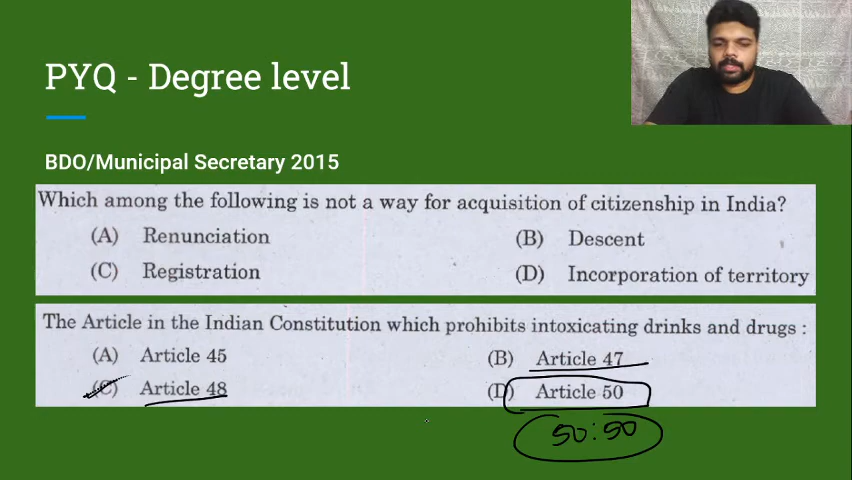 PYQ - Degree level
BDO/Municipal Secretary 2015
Which among the following is not a way for acquisition of citizenship in India?
(A) Renunciation (B) Descent
(C) Registration (D) Incorporation of territory
The Article in the Indian Constitution which prohibits intoxicating drinks and drugs :
(A) Article 45 (B) Article 47
(C) Article 48 (D) Article 50
50:50